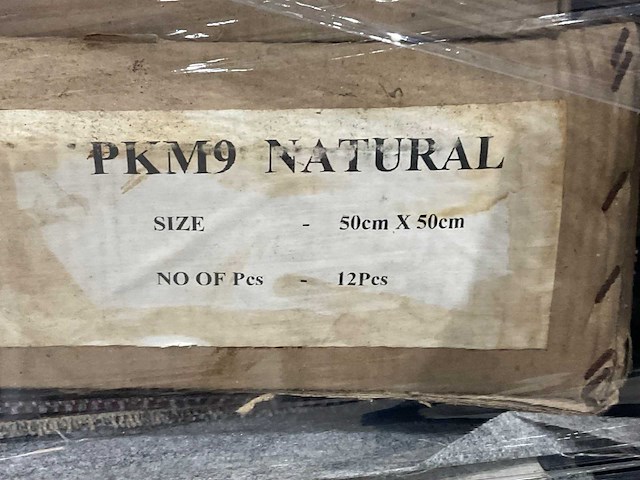 PKM9 NATURAL
SIZE - 50cm X 50cm
NO OF Pcs - 12Pcs